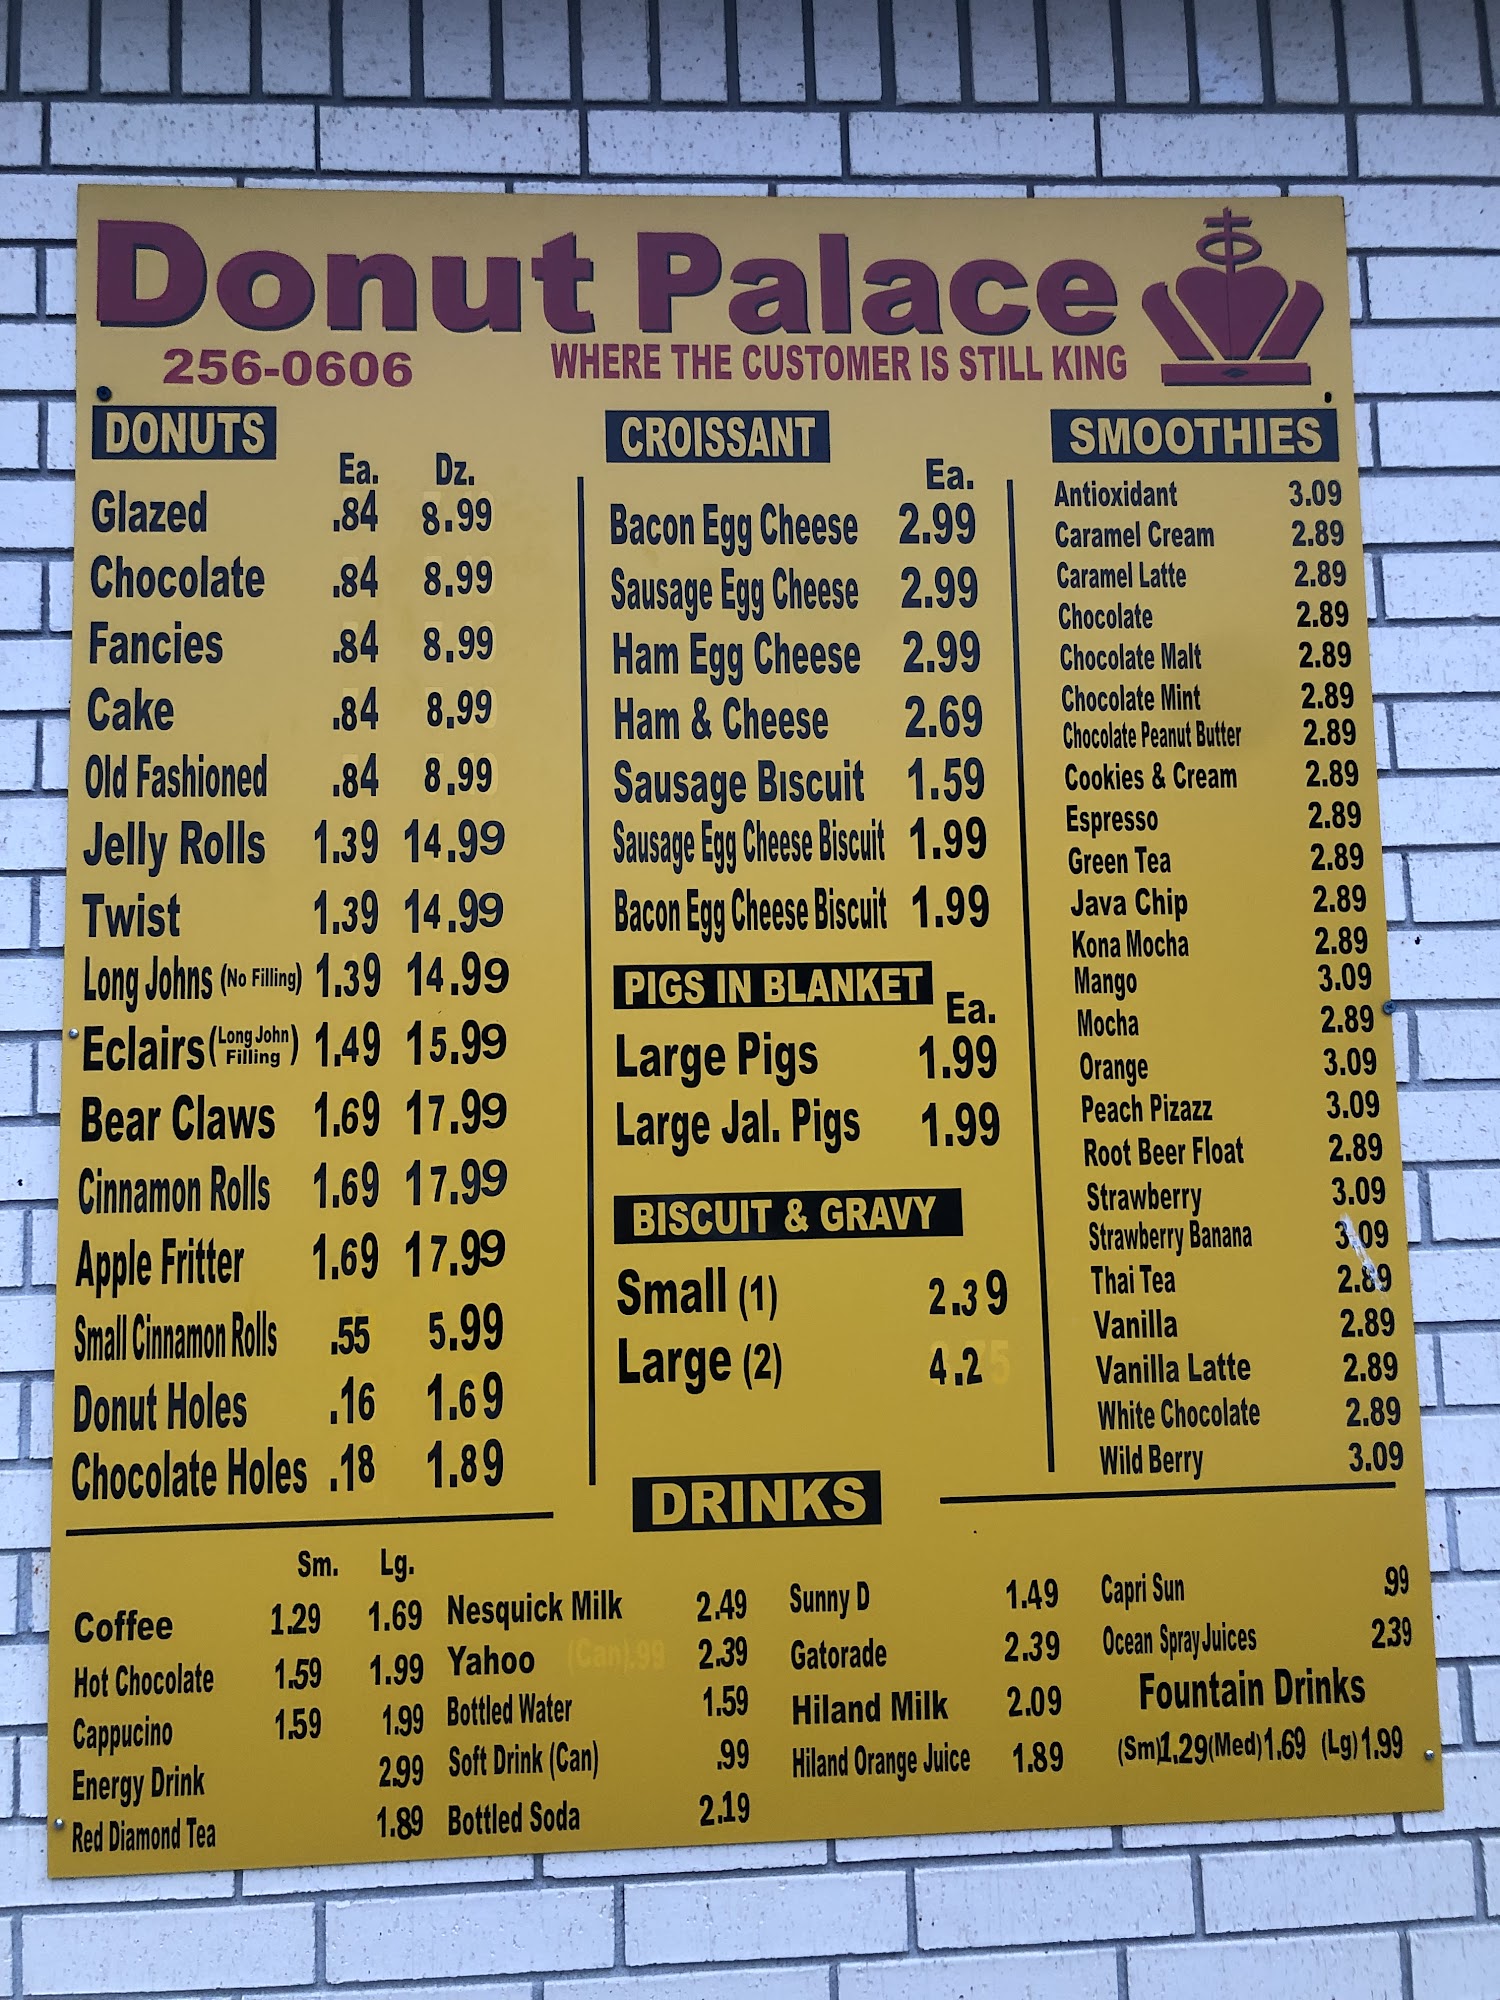 Donut Palace
256-0606 WHERE THE CUSTOMER IS STILL KING
DONUTS
Ea. Dz.
Glazed .84 8.99
Chocolate .84 8.99
Fancies .84 8.99
Cake .84 8.99
Old Fashioned .84 8.99
Jelly Rolls 1.39 14.99
Twist 1.39 14.99
Long Johns (No Filling) 1.39 14.99
Eclairs (Long John Filling) 1.49 15.99
Bear Claws 1.69 17.99
Cinnamon Rolls 1.69 17.99
Apple Fritter 1.69 17.99
Small Cinnamon Rolls .55 5.99
Donut Holes .16 1.69
Chocolate Holes .18 1.89
CROISSANT
Ea.
Bacon Egg Cheese 2.99
Sausage Egg Cheese 2.99
Ham Egg Cheese 2.99
Ham & Cheese 2.69
Sausage Biscuit 1.59
Sausage Egg Cheese Biscuit 1.99
Bacon Egg Cheese Biscuit 1.99
PIGS IN BLANKET
Ea.
Large Pigs 1.99
Large Jal. Pigs 1.99
BISCUIT & GRAVY
Small (1) 2.39
Large (2) 4.2
SMOOTHIES
Antioxidant 3.09
Caramel Cream 2.89
Caramel Latte 2.89
Chocolate 2.89
Chocolate Malt 2.89
Chocolate Mint 2.89
Chocolate Peanut Butter 2.89
Cookies & Cream 2.89
Espresso 2.89
Green Tea 2.89
Java Chip 2.89
Kona Mocha 2.89
Mango 3.09
Mocha 2.89
Orange 3.09
Peach Pizazz 3.09
Root Beer Float 2.89
Strawberry 3.09
Strawberry Banana 3.09
Thai Tea 2.89
Vanilla 2.89
Vanilla Latte 2.89
White Chocolate 2.89
Wild Berry 3.09
DRINKS
Sm. Lg.
Coffee 1.29 1.69
Hot Chocolate 1.59 1.99
Cappucino 1.59 1.99
Energy Drink 2.99
Red Diamond Tea 1.89
Nesquick Milk 2.49
Yahoo (Can).99 2.39
Bottled Water 1.59
Soft Drink (Can) .99
Bottled Soda 2.19
Sunny D 1.49
Gatorade 2.39
Hiland Milk 2.09
Hiland Orange Juice 1.89
Capri Sun .99
Ocean Spray Juices 2.39
Fountain Drinks
(Sm)1.29 (Med)1.69 (Lg)1.99